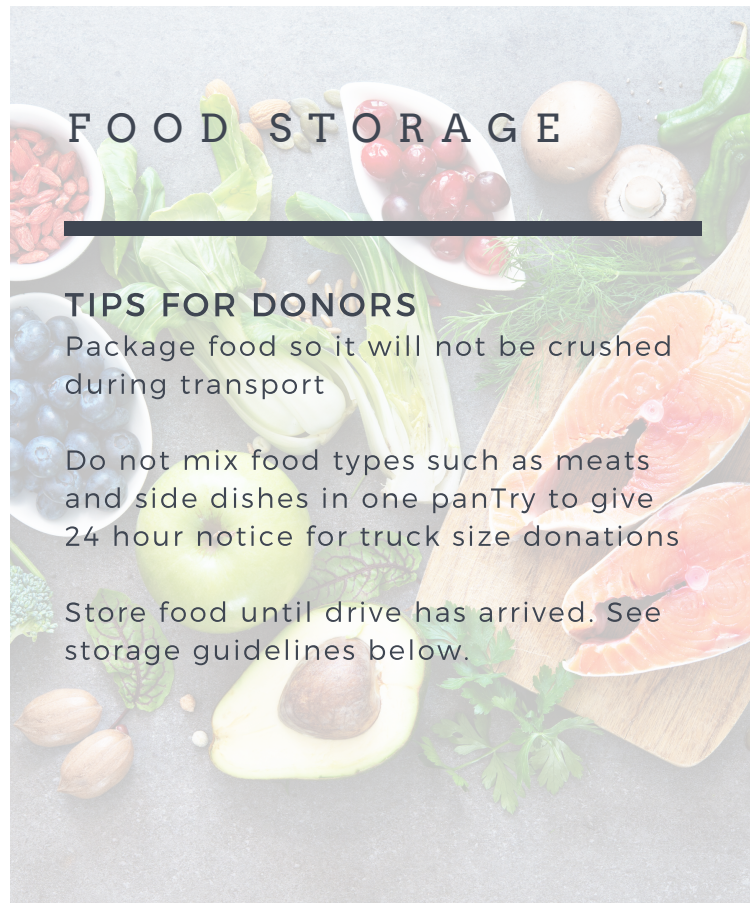 FOOD STORAGE
TIPS FOR DONORS
Package food so it will not be crushed
during transport
Do not mix food types such as meats
and side dishes in one panTry to give
24 hour notice for truck size donations
Store food until drive has arrived. See
storage guidelines below.